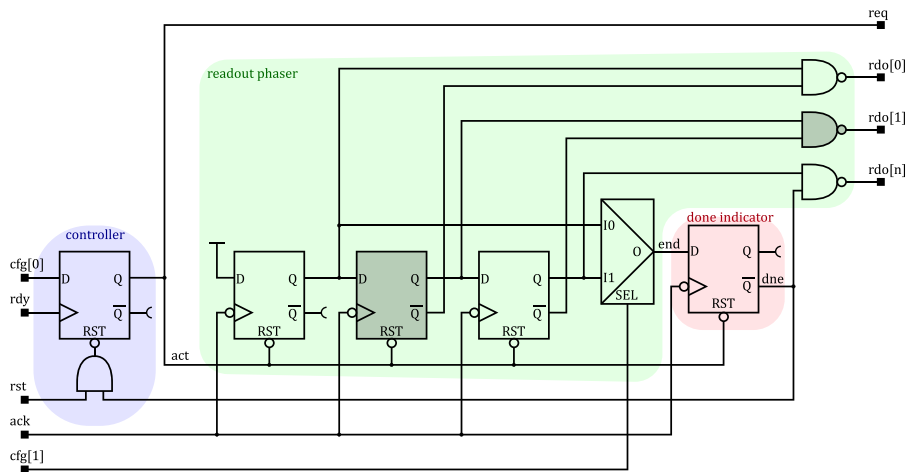 req
rdo[0]
readout phaser
rdo[1]
rdo[n]
controller
done indicator
I0
O
end
D
Q
cfg[0]
D
Q
D
Q
D
Q
D
Q
I1
Q
dne
rdy
Q
Q
Q
Q
SEL
RST
RST
RST
RST
RST
act
rst
ack
cfg[1]